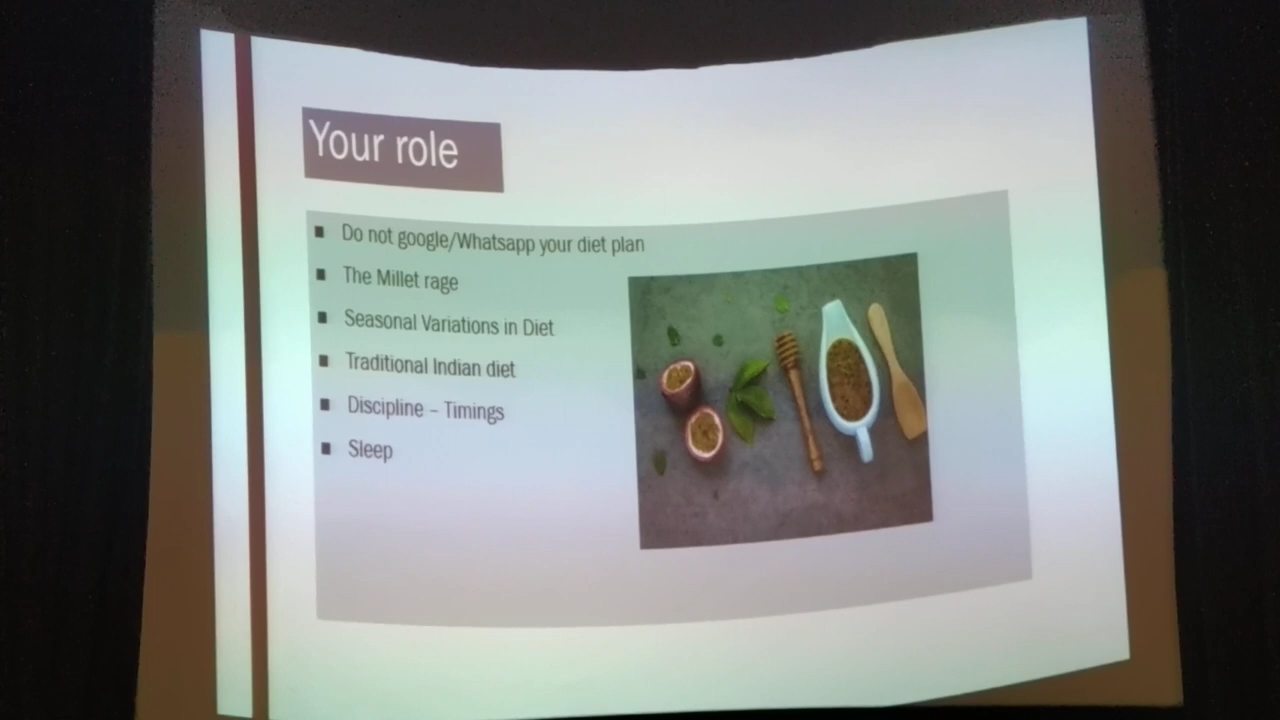 Your role
Do not google/Whatsapp your diet plan
The Millet rage
Seasonal Variations in Diet
Traditional Indian diet
Discipline – Timings
Sleep